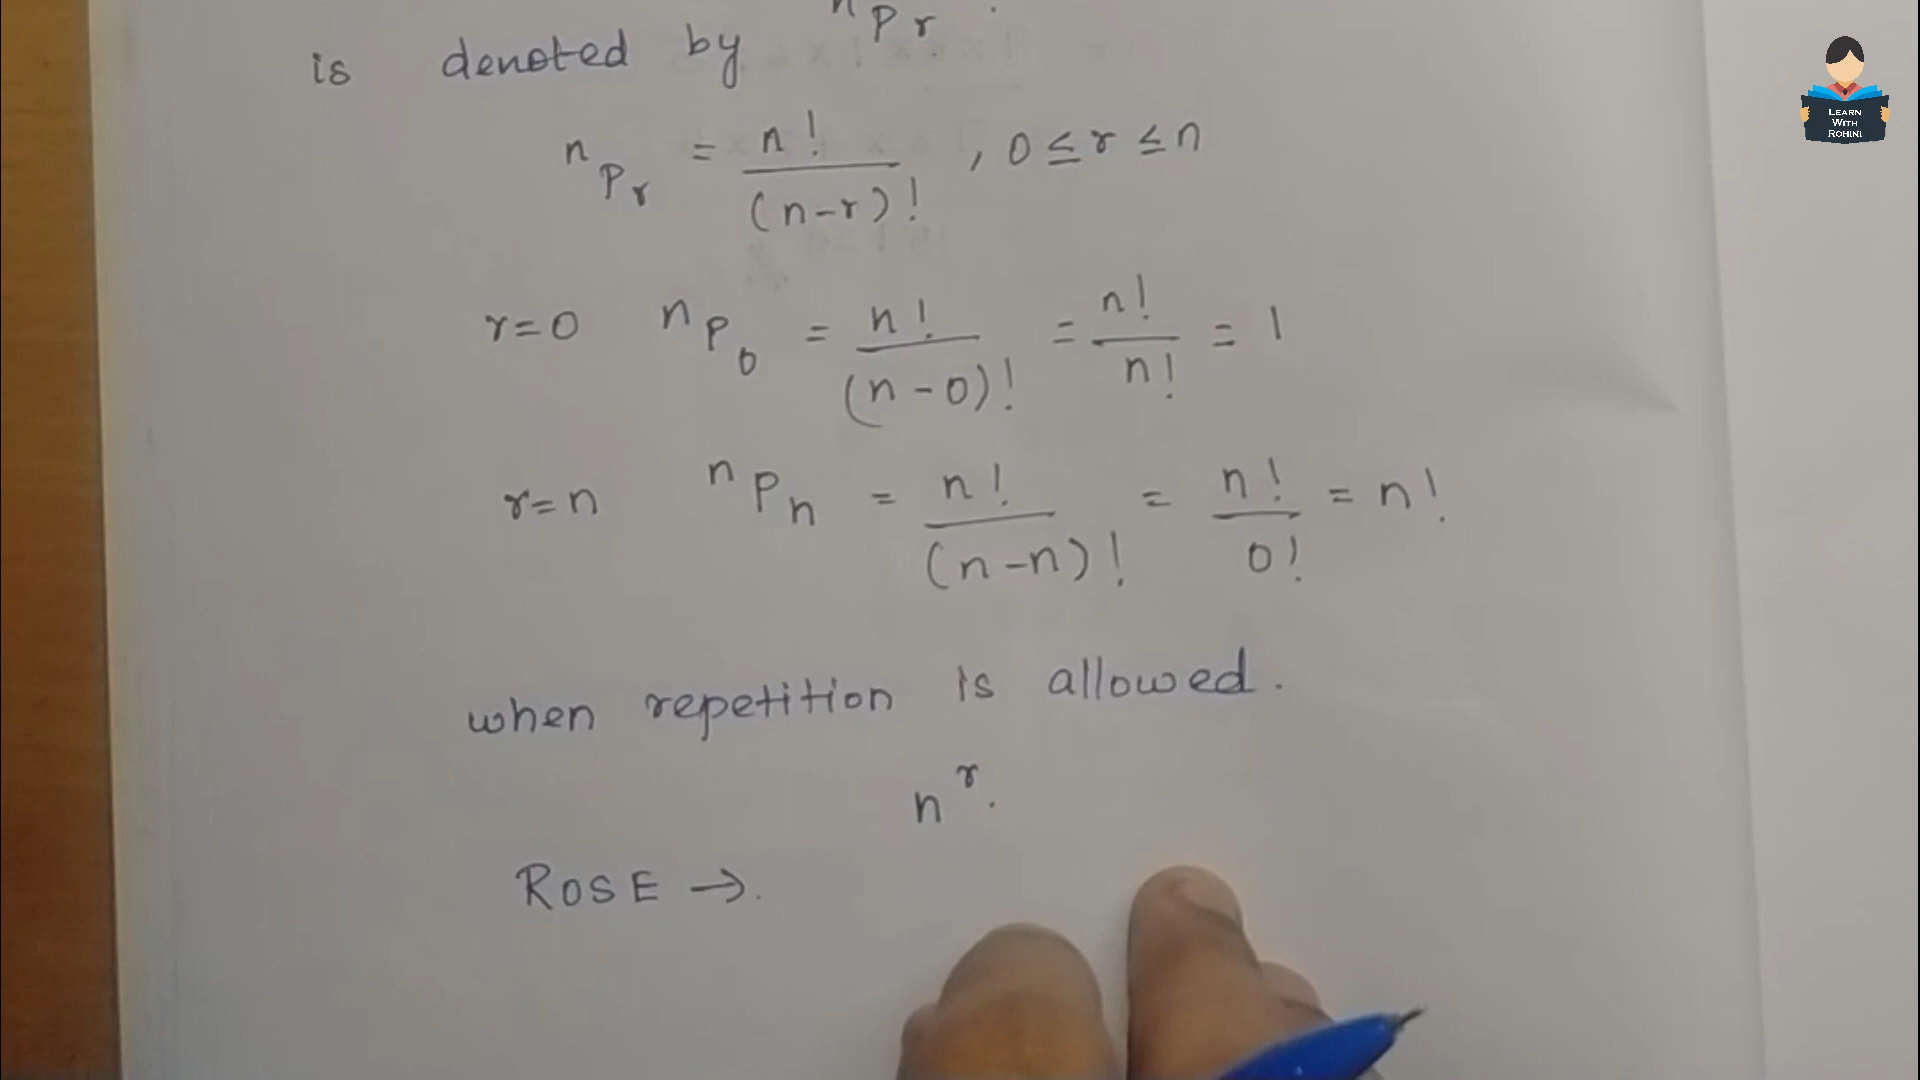 is denoted by nPr.
nPr = n!/(n-r)! , 0 ≤ r ≤ n
r=0 nP0 = n!/(n-0)! = n!/n! = 1
r=n nPn = n!/(n-n)! = n!/0! = n!
when repetition is allowed.
n^r.
ROSE →.
LEARN
WITH
ROHINI